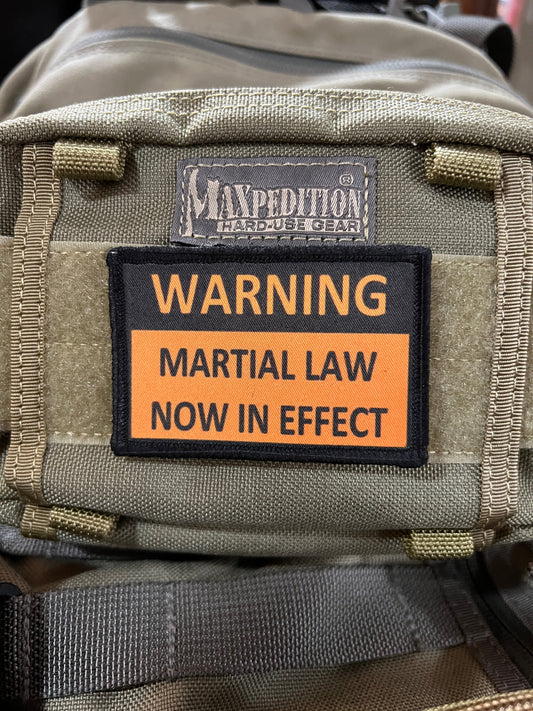 MAXPEDITION®
HARD-USE GEAR
WARNING
MARTIAL LAW
NOW IN EFFECT